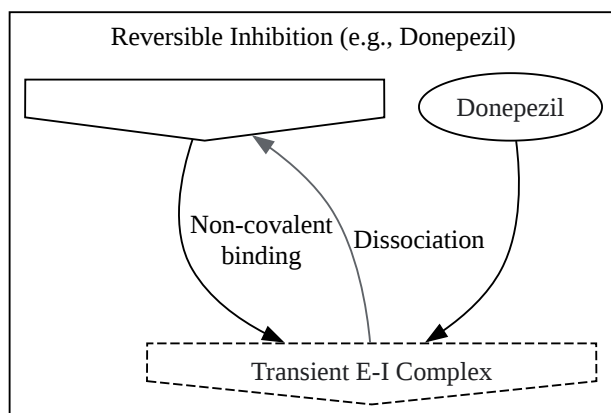 Reversible Inhibition (e.g., Donepezil)
Donepezil
Non-covalent
binding
Dissociation
Transient E-I Complex